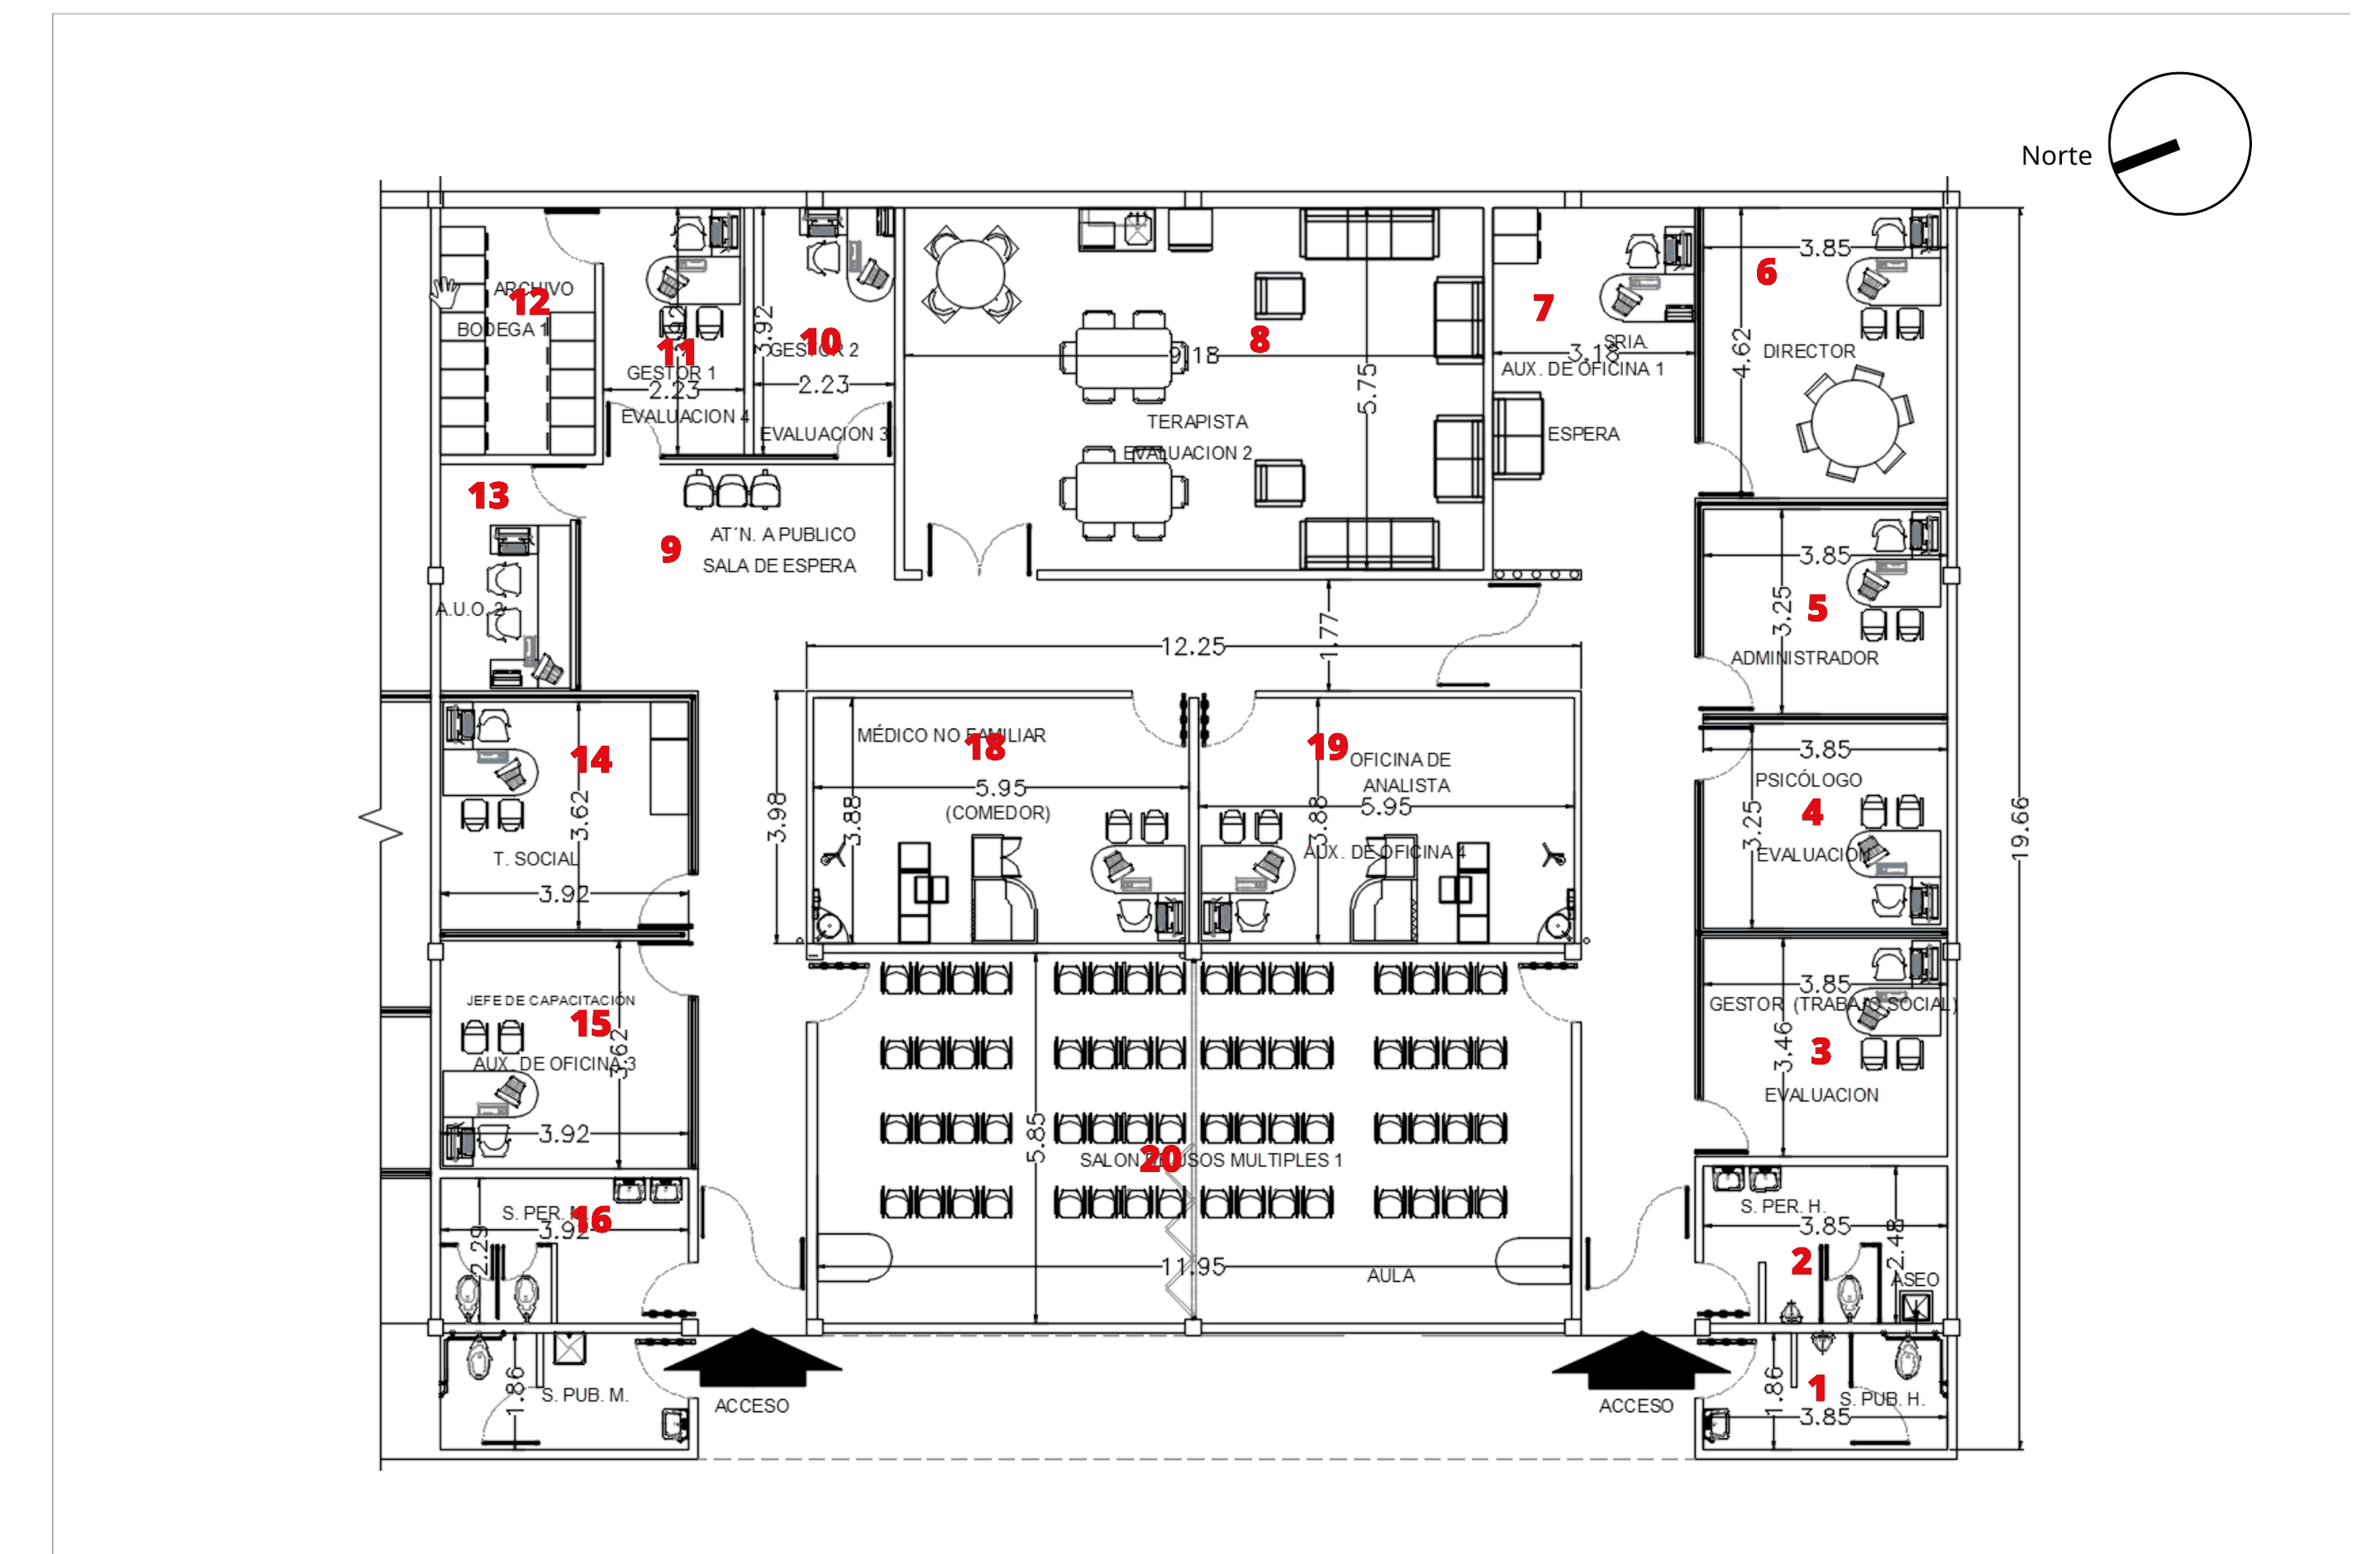 Norte
3.85
6
ARCHIVO
12
BODEGA 1
3.92
7
10
8
11
GESTOR 2
9.18
3.18
SRIA.
4.62
DIRECTOR
GESTOR 1
2.23
2.23
5.75
AUX. DE OFICINA 1
EVALUACION 4
EVALUACION 3
TERAPISTA
EVALUACION 2
ESPERA
13
9
AT´N. A PUBLICO
SALA DE ESPERA
3.85
A.U.O. 2
5
3.25
1.77
12.25
ADMINISTRADOR
MÉDICO NO FAMILIAR
18
19
14
OFICINA DE
ANALISTA
3.85
PSICÓLOGO
5.95
(COMEDOR)
5.95
3.98
3.88
3.88
3.62
4
3.25
19.66
T. SOCIAL
AUX. DE OFICINA 4
EVALUACION
3.92
JEFE DE CAPACITACIÓN
3.85
GESTOR (TRABAJO SOCIAL)
15
3.62
3.46
3
AUX. DE OFICINA 3
EVALUACION
3.92
5.85
SALON DE USOS MULTIPLES 1
20
S. PER. M.
16
3.92
2.29
S. PER. H.
3.85
2
2.48
11.95
AULA
ASEO
S. PUB. M.
1.86
ACCESO
ACCESO
1.86
1
S. PUB. H.
3.85